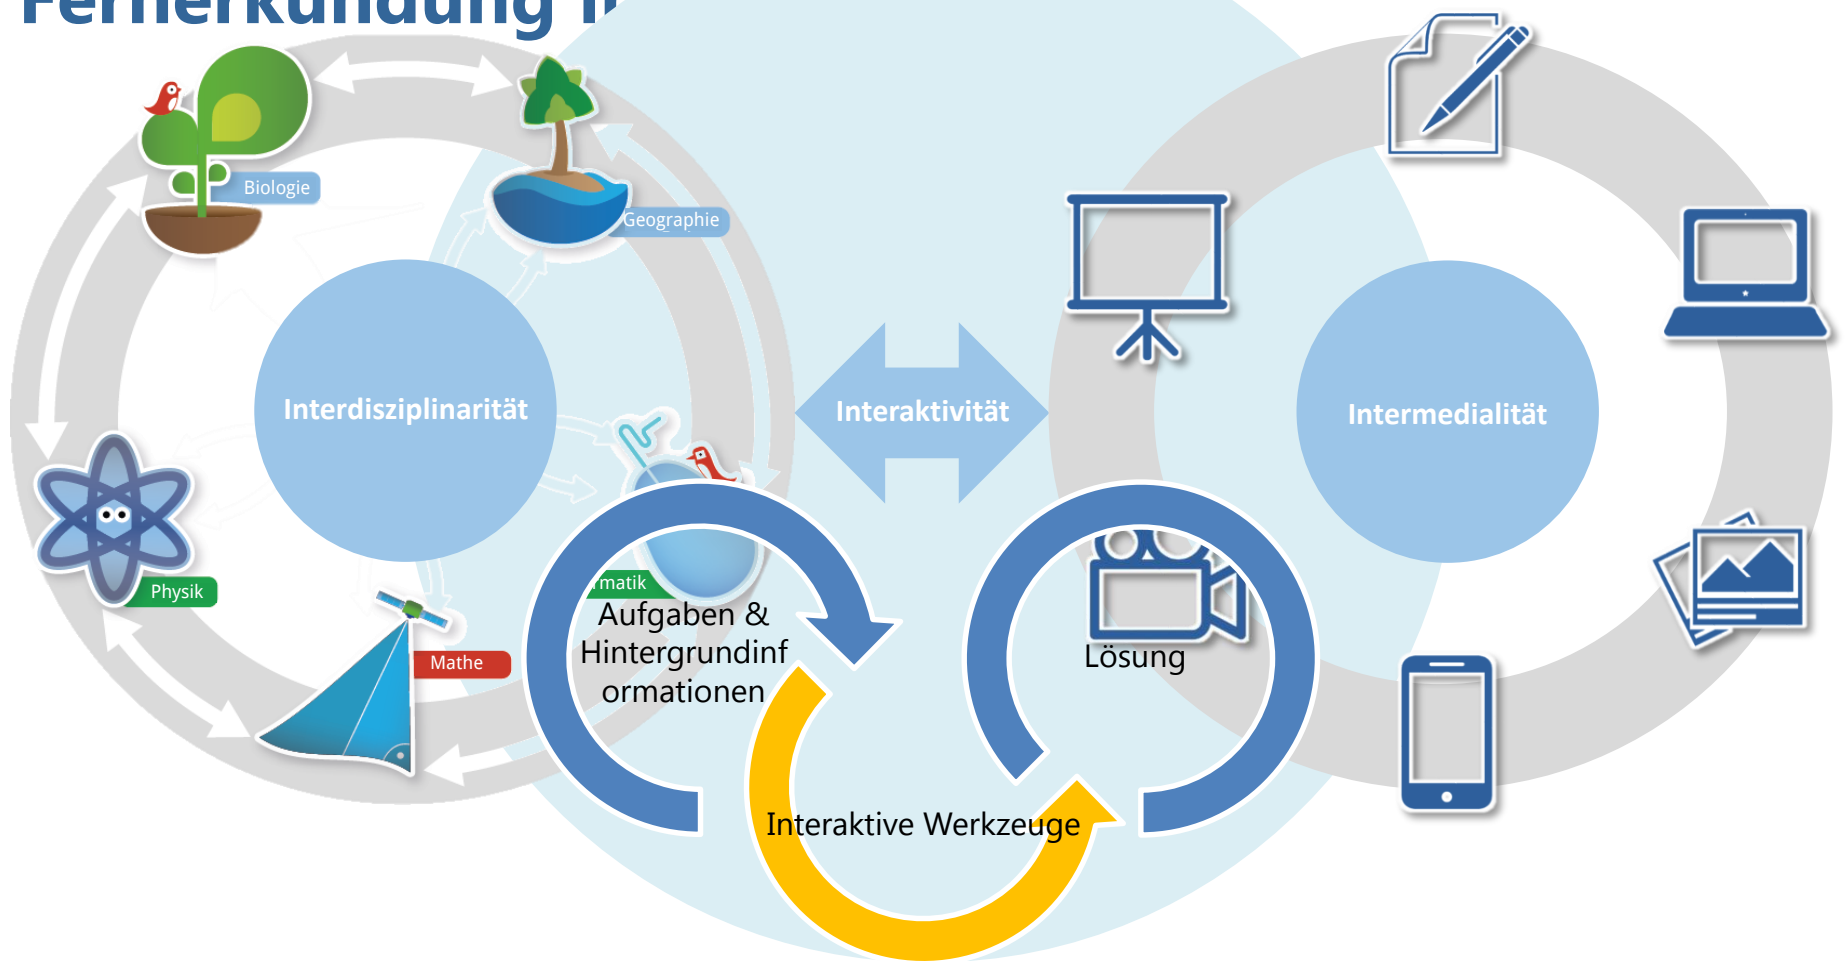 Fernerkundung
Biologie
Geographie
Interdisziplinarität
Interaktivität
Intermedialität
Physik
matik
Mathe
Aufgaben &
Hintergrundinf
ormationen
Lösung
Interaktive Werkzeuge